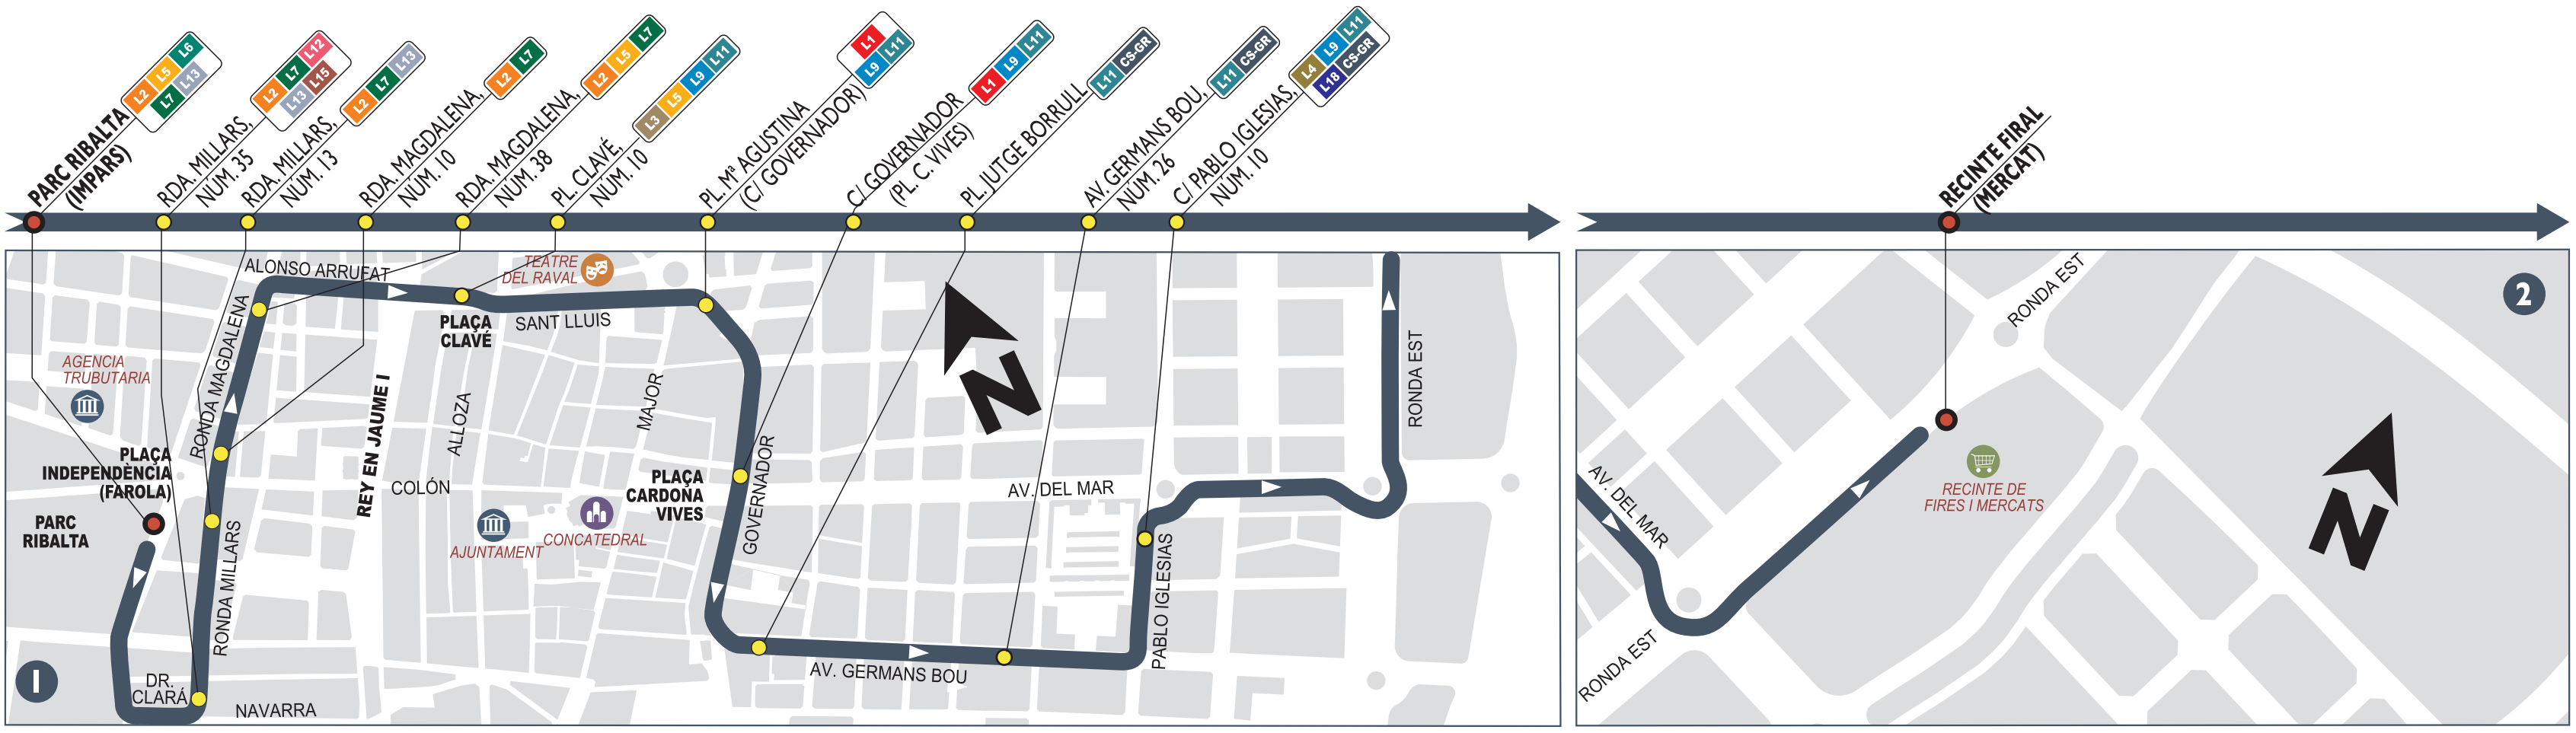 PARC RIBALTA
(IMPARS)
L2 L5 L6
L7 L13
RDA. MILLARS,
NÚM. 35
L2 L7 L12
L13 L15
RDA. MILLARS,
NÚM. 13
L2 L7 L13
RDA. MAGDALENA,
NÚM. 10
L2 L7
RDA. MAGDALENA,
NÚM. 38
L2 L5 L7
PL. CLAVÉ,
NÚM. 10
L3 L5 L9 L11
PL. Mª AGUSTINA
(C/ GOVERNADOR)
L1
L9 L11
C/ GOVERNADOR
(PL. C. VIVES)
L1 L9 L11
PL. JUTGE BORRULL
L11 CS-GR
AV. GERMANS BOU,
NÚM. 26
L11 CS-GR
C/ PABLO IGLESIAS,
NÚM. 10
L4 L9 L11
L18 CS-GR
RECINTE FIRAL
(MERCAT)
ALONSO ARRUFAT
TEATRE
DEL RAVAL
PLAÇA
CLAVÉ
SANT LLUIS
RONDA MAGDALENA
AGENCIA
TRUBUTARIA
REY EN JAUME I
ALLOZA
MAJOR
PLAÇA
INDEPENDÈNCIA
(FAROLA)
PARC
RIBALTA
COLÓN
AJUNTAMENT
CONCATEDRAL
PLAÇA
CARDONA
VIVES
GOVERNADOR
N
AV. DEL MAR
RONDA EST
RONDA MILLARS
PABLO IGLESIAS
AV. GERMANS BOU
DR.
CLARÁ
NAVARRA
1
RONDA EST
2
AV. DEL MAR
RECINTE DE
FIRES I MERCATS
N
RONDA EST